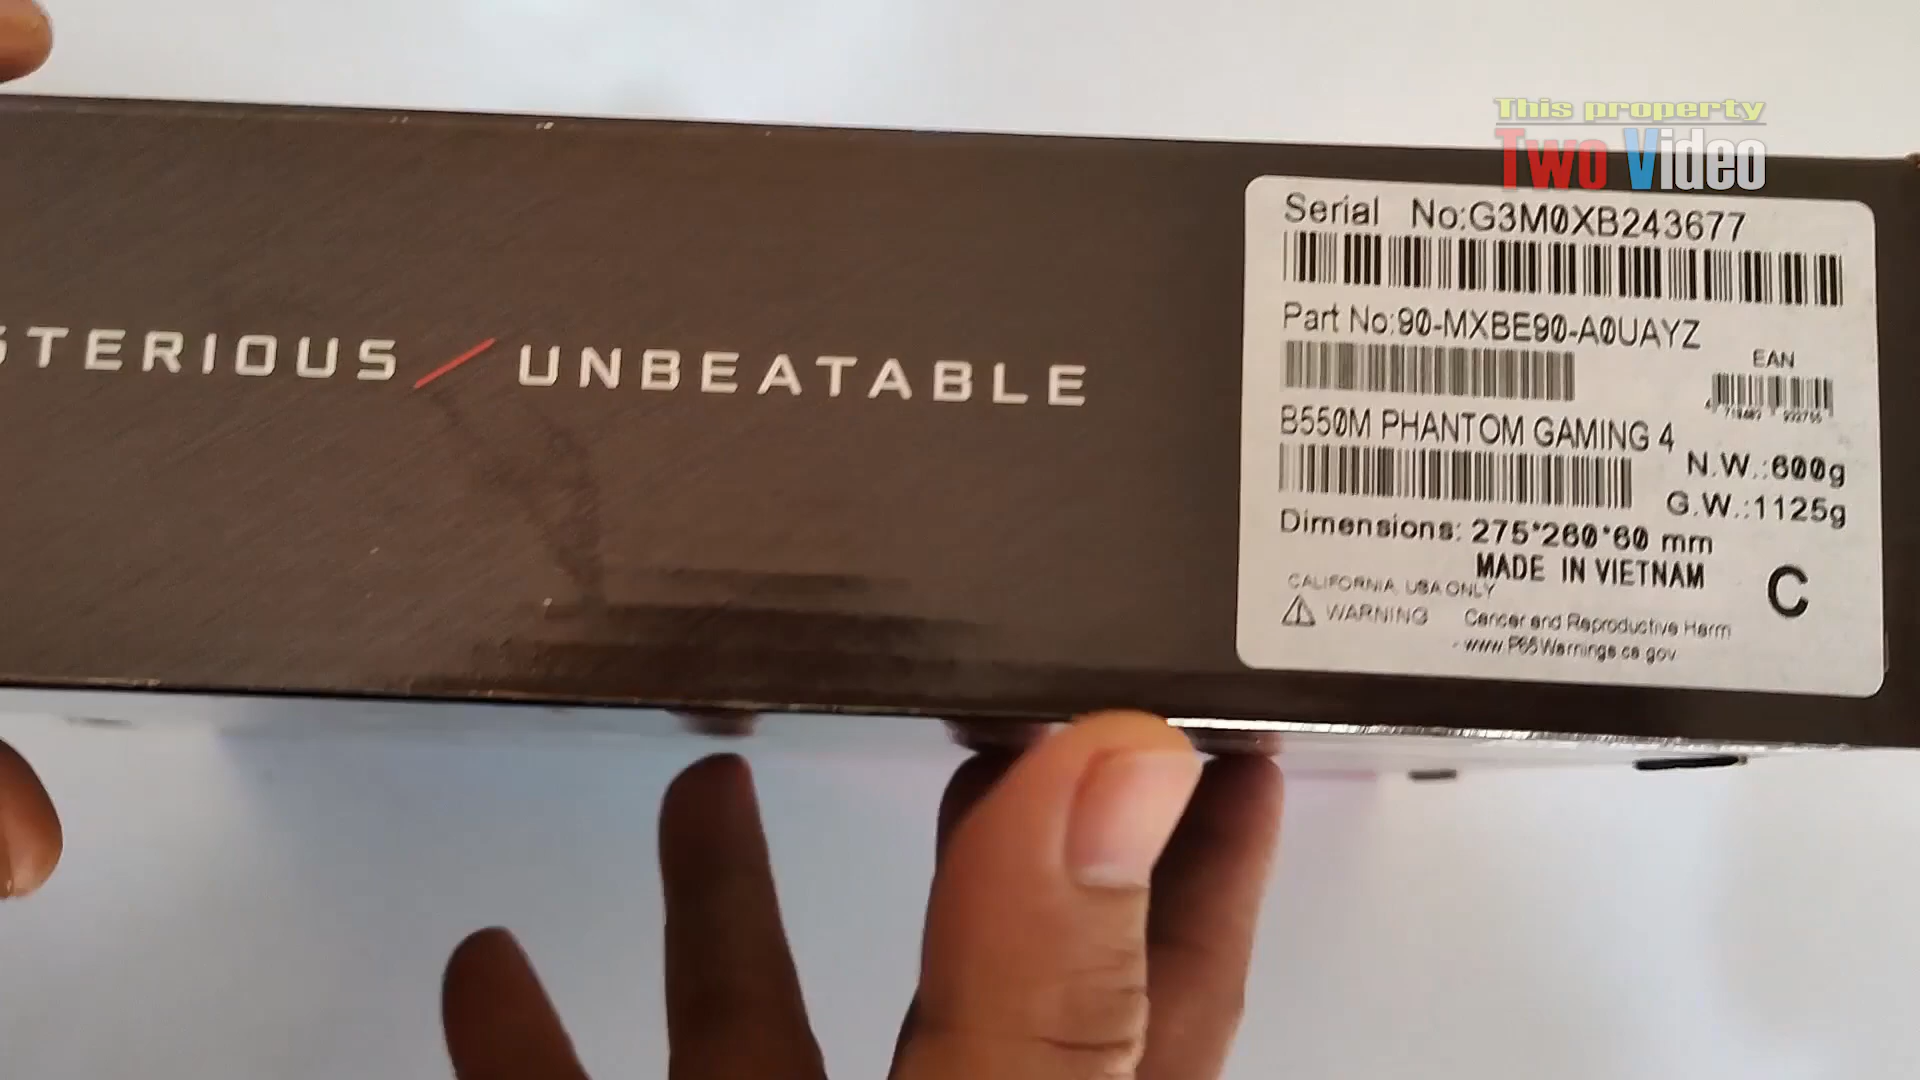 This property
Two Video
STERIOUS / UNBEATABLE
Serial No:G3M0XB243677
Part No:90-MXBE90-A0UAYZ
EAN
B550M PHANTOM GAMING 4
N.W.:600g
G.W.:1125g
Dimensions: 275*260*60 mm
MADE IN VIETNAM
C
CALIFORNIA, USA ONLY
WARNING Cancer and Reproductive Harm
- www.P65Warnings.ca.gov